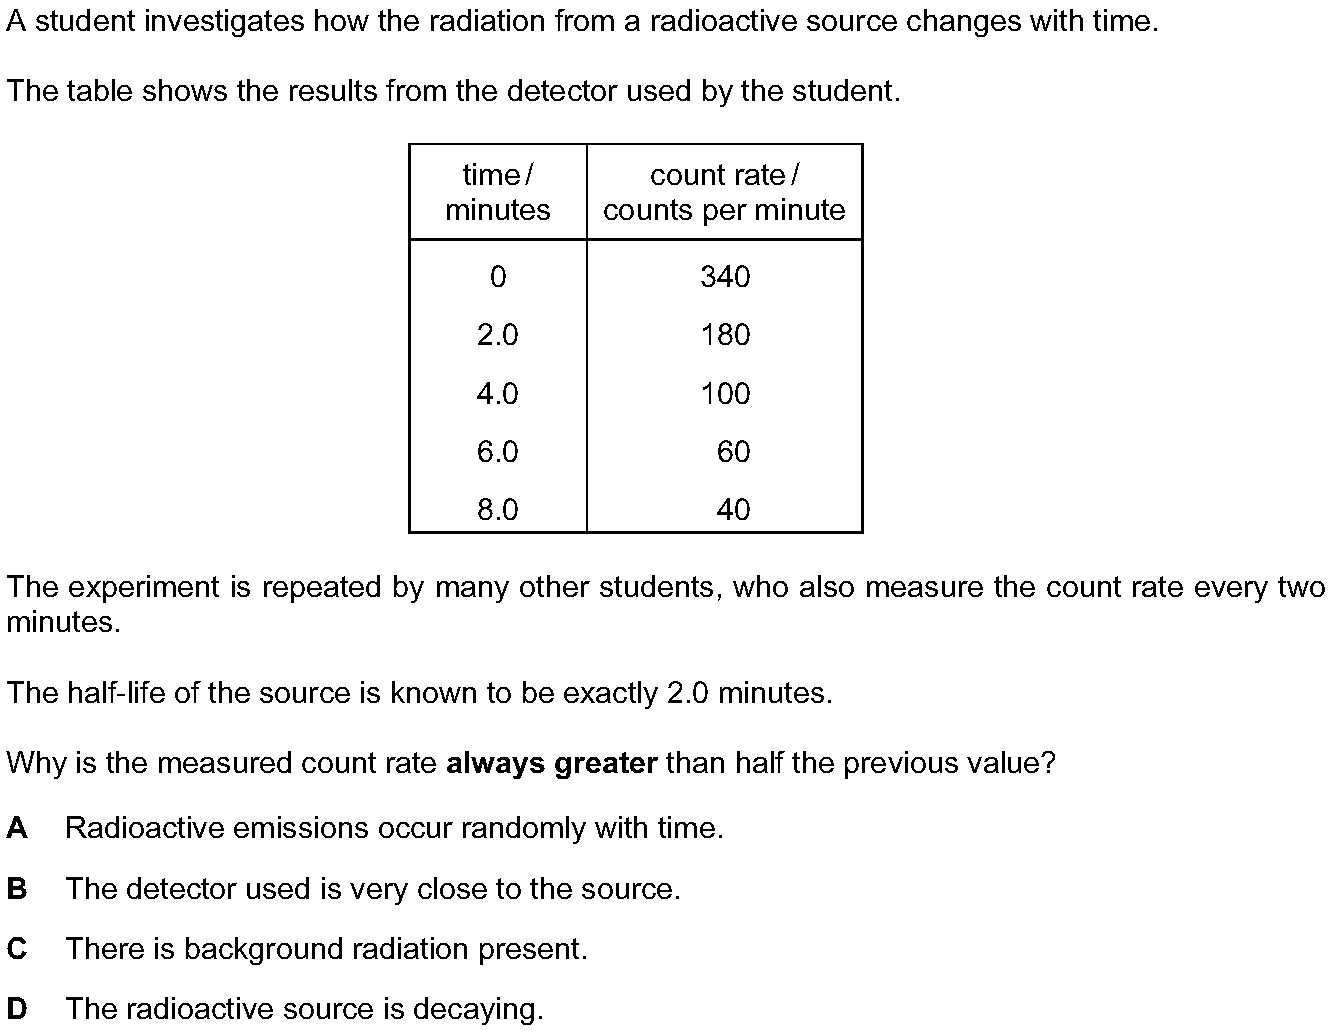 A student investigates how the radiation from a radioactive source changes with time.
The table shows the results from the detector used by the student.
time / count rate /
minutes counts per minute
0 340
2.0 180
4.0 100
6.0 60
8.0 40
The experiment is repeated by many other students, who also measure the count rate every two
minutes.
The half-life of the source is known to be exactly 2.0 minutes.
Why is the measured count rate always greater than half the previous value?
A Radioactive emissions occur randomly with time.
B The detector used is very close to the source.
C There is background radiation present.
D The radioactive source is decaying.